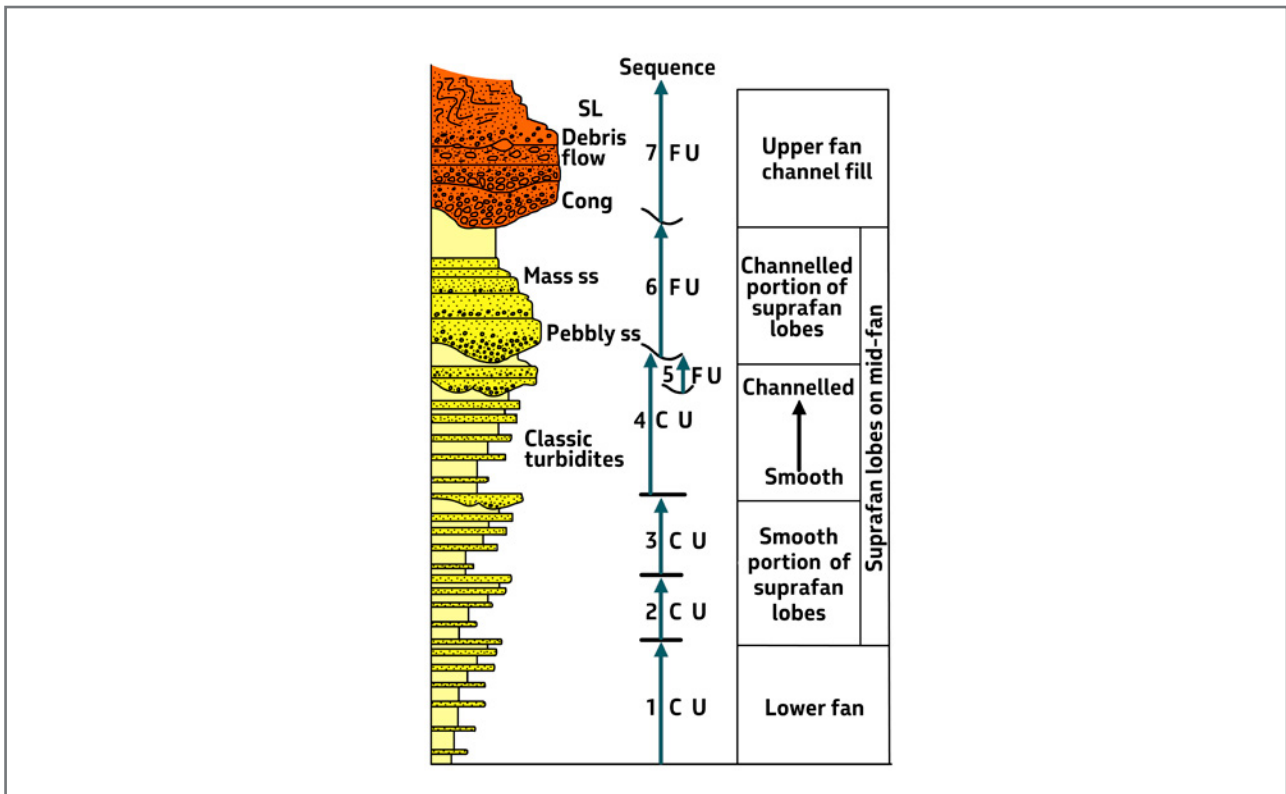 Sequence
SL
Debris
flow
7 F U
Cong
Upper fan
channel fill
Mass ss
6 F U
Pebbly ss
Channelled
portion of
suprafan
lobes
5 F U
4 C U
Classic
turbidites
Channelled
Smooth
3 C U
2 C U
Smooth
portion of
suprafan
lobes
Suprafan lobes on mid-fan
1 C U
Lower fan